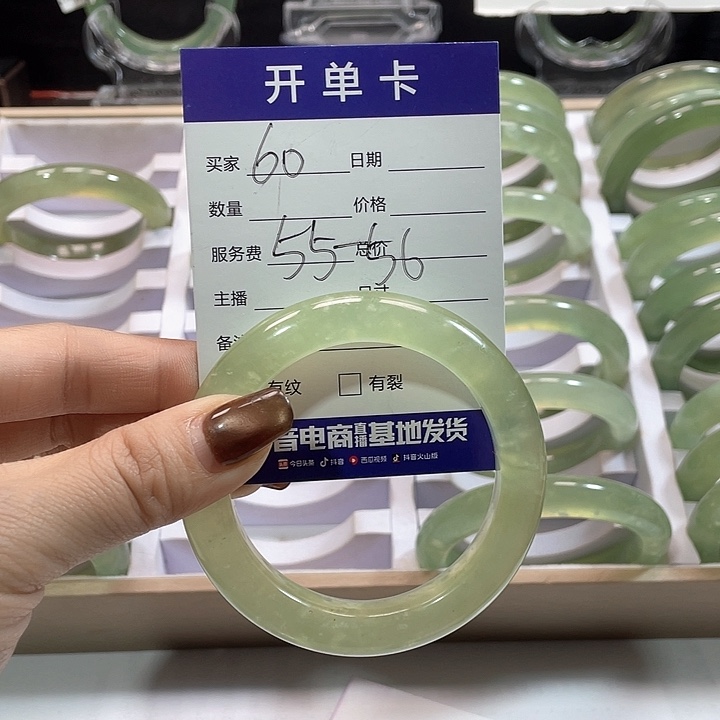 开单卡
买家 60 日期
数量 价格
服务费 55-56 总价
主播
有纹 有裂
音电商直播基地发货
今日头条 抖音 西瓜视频 抖音火山版